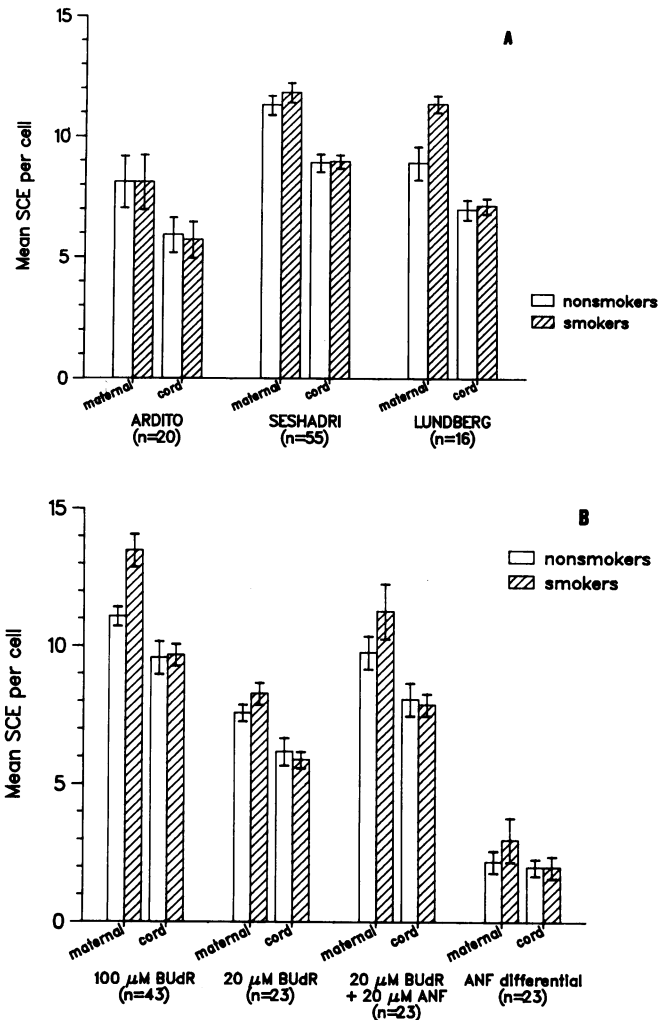 15
A
10
Mean SCE per cell
5
nonsmokers
smokers
0
maternal cord maternal cord maternal cord
ARDITO SESHADRI LUNDBERG
(n=20) (n=55) (n=16)
15
B
nonsmokers
smokers
10
Mean SCE per cell
5
0
maternal cord maternal cord maternal cord maternal cord
100 μM BUdR 20 μM BUdR 20 μM BUdR ANF differential
(n=43) (n=23) + 20 μM ANF (n=23)
(n=23)